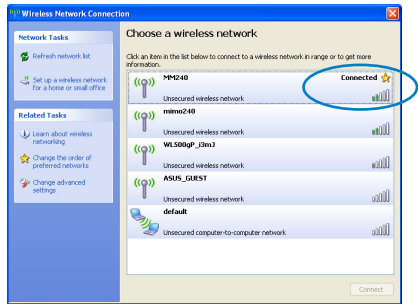 Wireless Network Connection
Network Tasks
Refresh network list
Set up a wireless network
for a home or small office
Related Tasks
Learn about wireless
networking
Change the order of
preferred networks
Change advanced
settings
Choose a wireless network
Click an item in the list below to connect to a wireless network in range or to get more
information.
MM240
Connected
Unsecured wireless network
mimo240
Unsecured wireless network
WL500gP_i3mJ
Unsecured wireless network
ASUS_GUEST
Unsecured wireless network
default
Unsecured computer-to-computer network
Connect